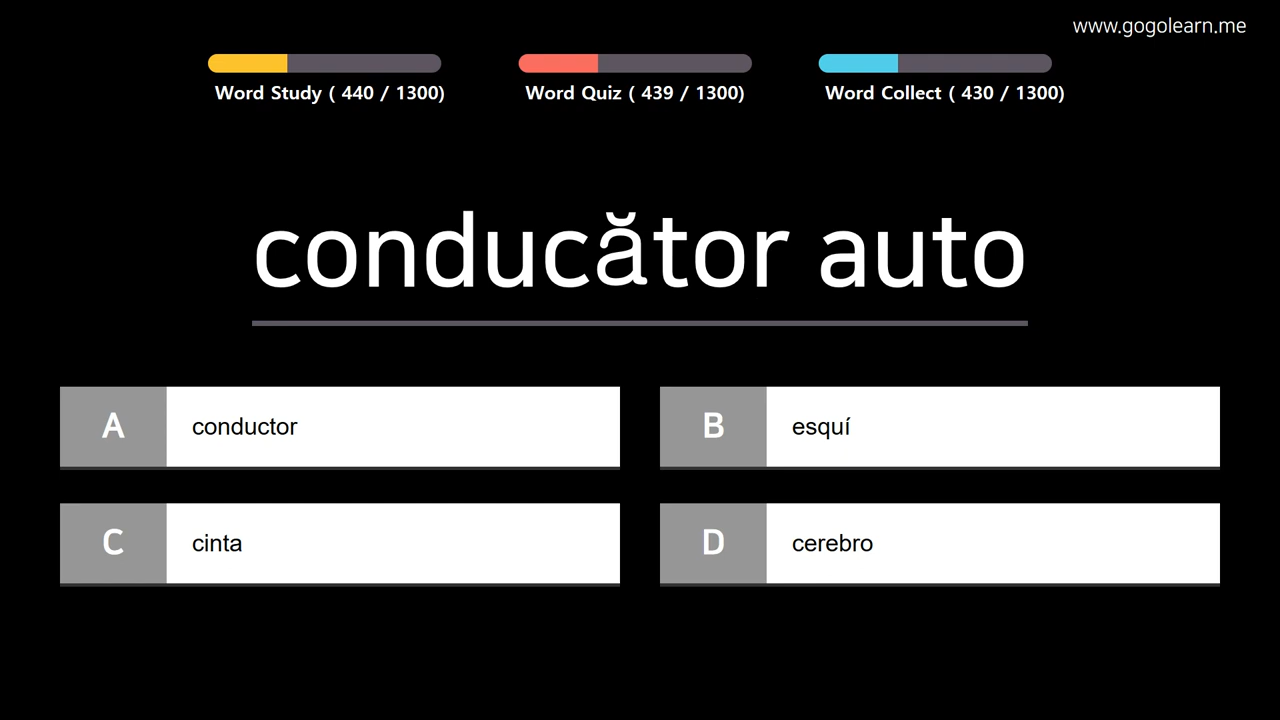 www.gogolearn.me
Word Study ( 440 / 1300)
Word Quiz ( 439 / 1300)
Word Collect ( 430 / 1300)
conducător auto
A conductor
B esquí
C cinta
D cerebro